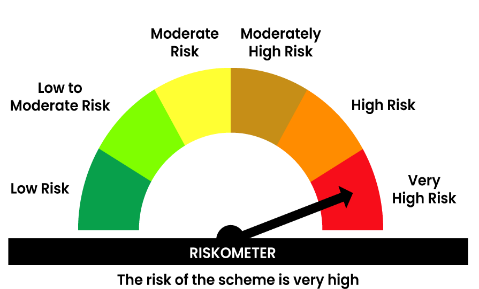 Moderate
Risk
Moderately
High Risk
Low to
Moderate Risk
High Risk
Low Risk
Very
High Risk
RISKOMETER
The risk of the scheme is very high